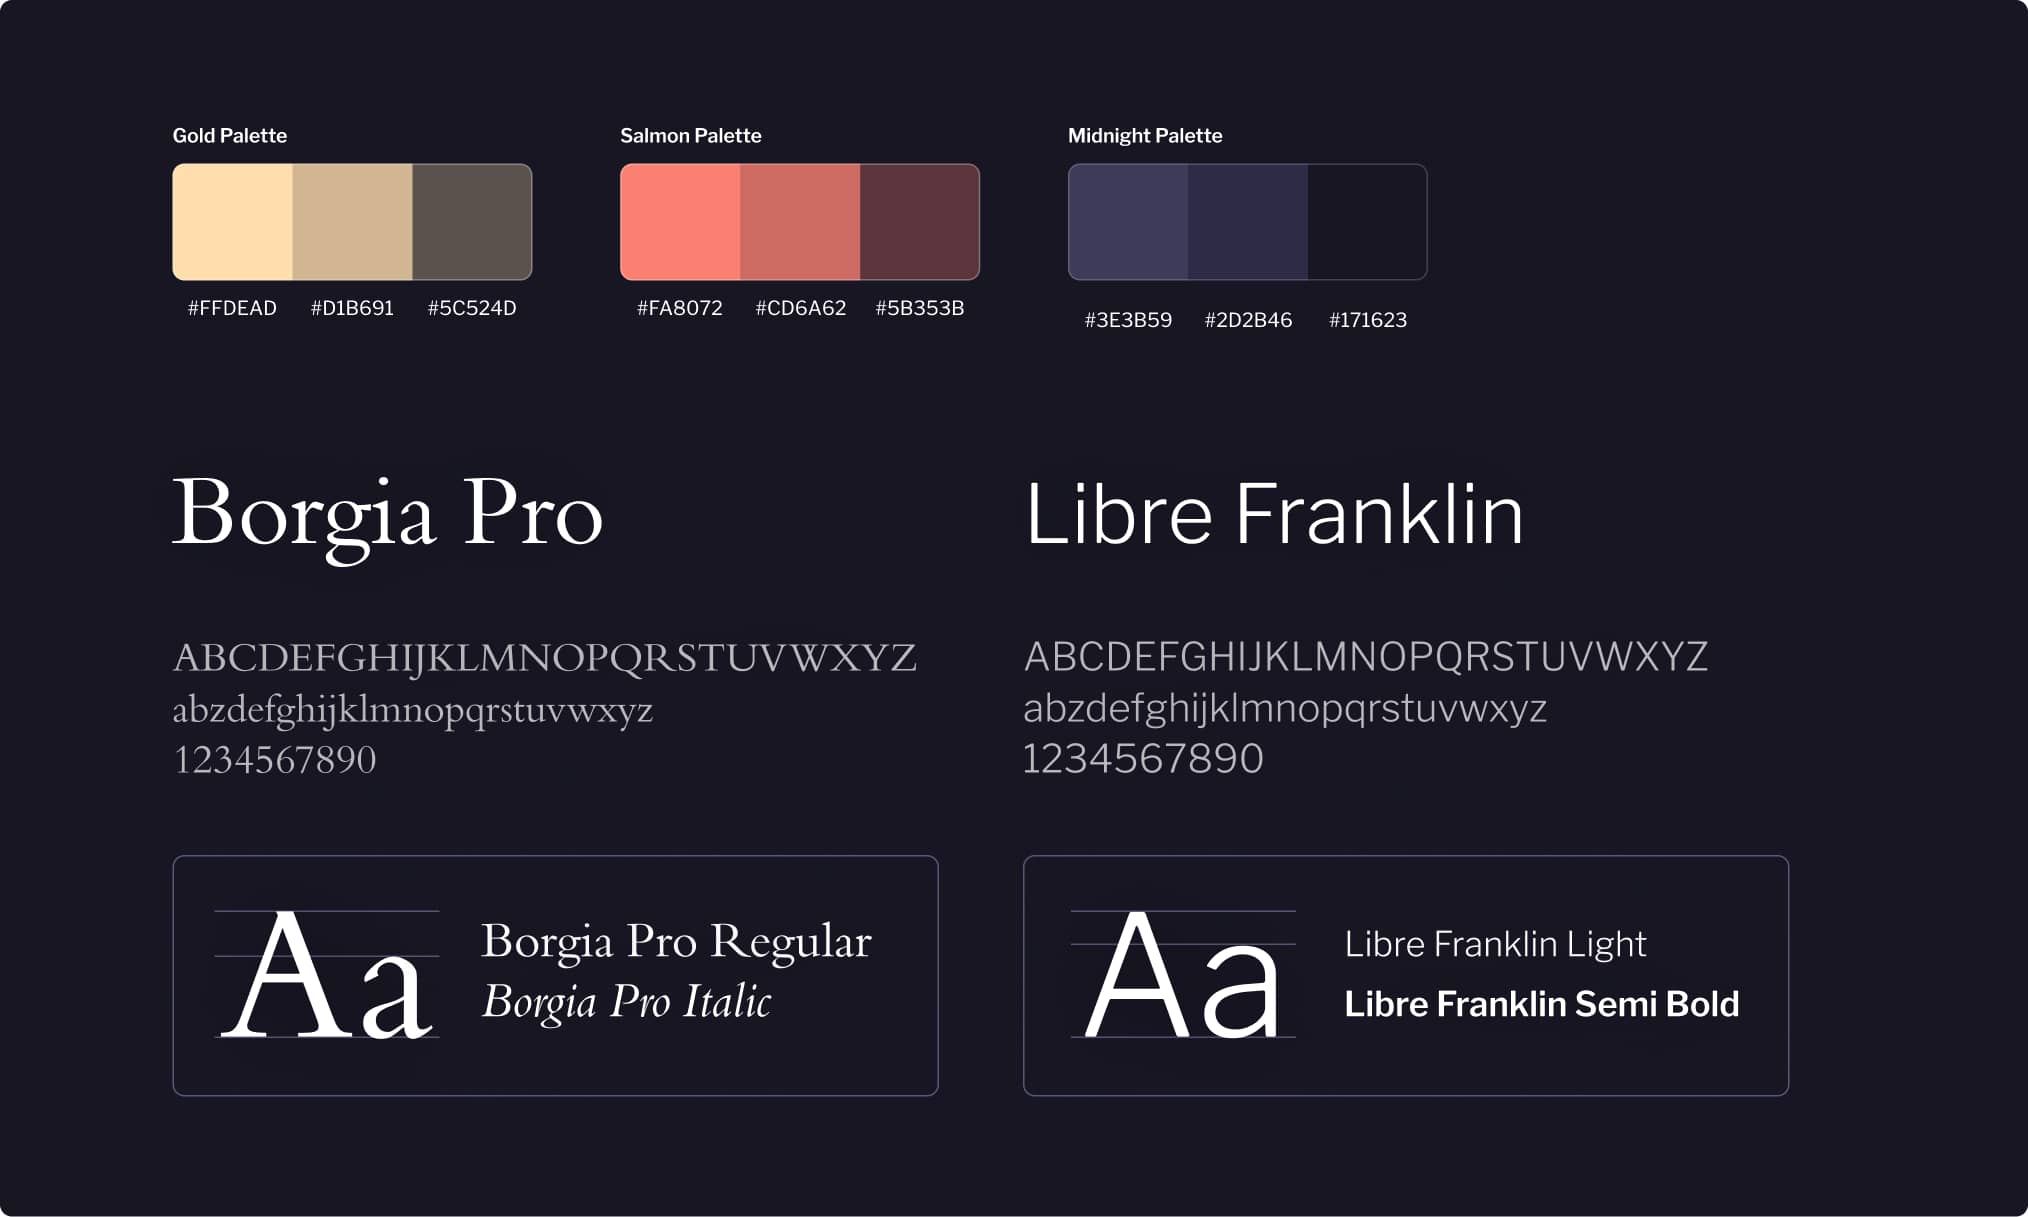 Gold Palette
Salmon Palette
Midnight Palette
#FFDEAD #D1B691 #5C524D
#FA8072 #CD6A62 #5B353B
#3E3B59 #2D2B46 #171623
Borgia Pro
ABCDEFGHIJKLMNOPQRSTUVWXYZ
abzdefghijklmnopqrstuvwxyz
1234567890
Aa
Borgia Pro Regular
Borgia Pro Italic
Libre Franklin
ABCDEFGHIJKLMNOPQRSTUVWXYZ
abzdefghijklmnopqrstuvwxyz
1234567890
Aa
Libre Franklin Light
Libre Franklin Semi Bold